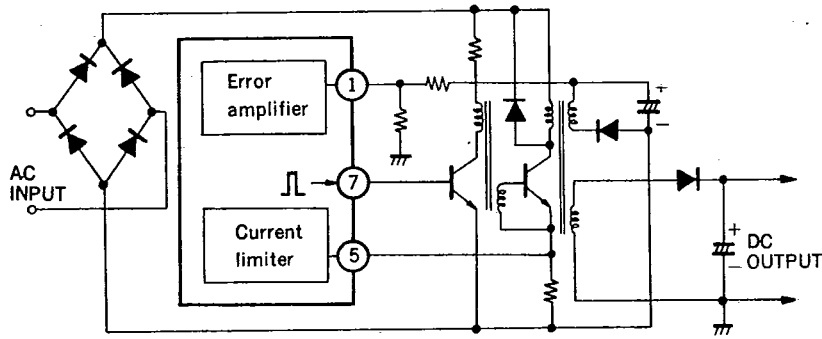 Error
amplifier
1
+
-
AC
INPUT
7
Current
limiter
5
+
-
DC
OUTPUT